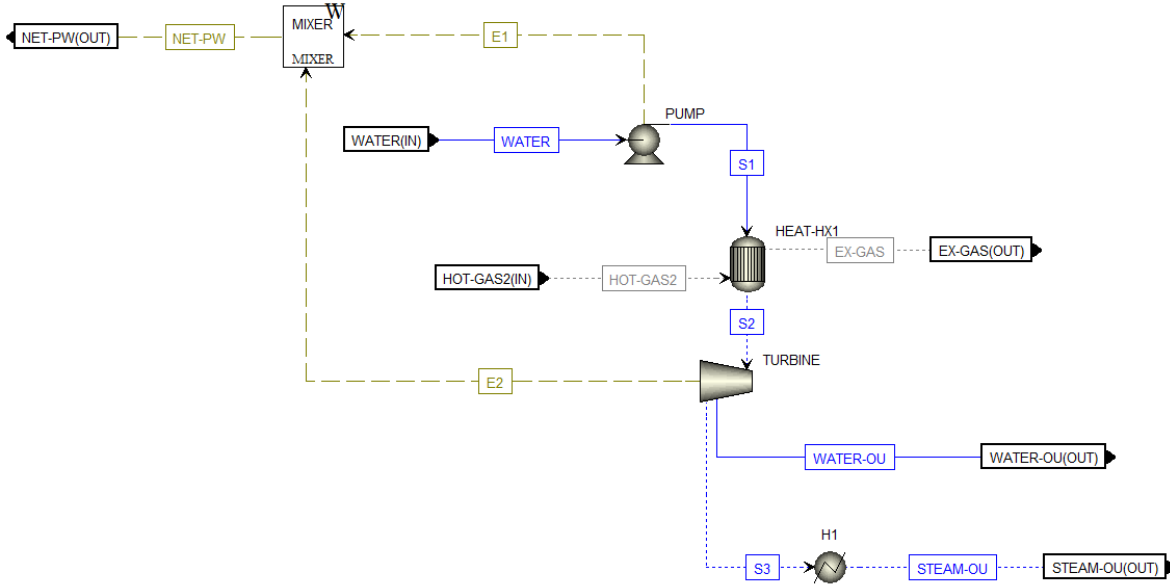 W
MIXER
NET-PW(OUT)
NET-PW
E1
MIXER
PUMP
WATER(IN)
WATER
S1
HEAT-HX1
EX-GAS
EX-GAS(OUT)
HOT-GAS2(IN)
HOT-GAS2
S2
TURBINE
E2
WATER-OU
WATER-OU(OUT)
H1
S3
STEAM-OU
STEAM-OU(OUT)